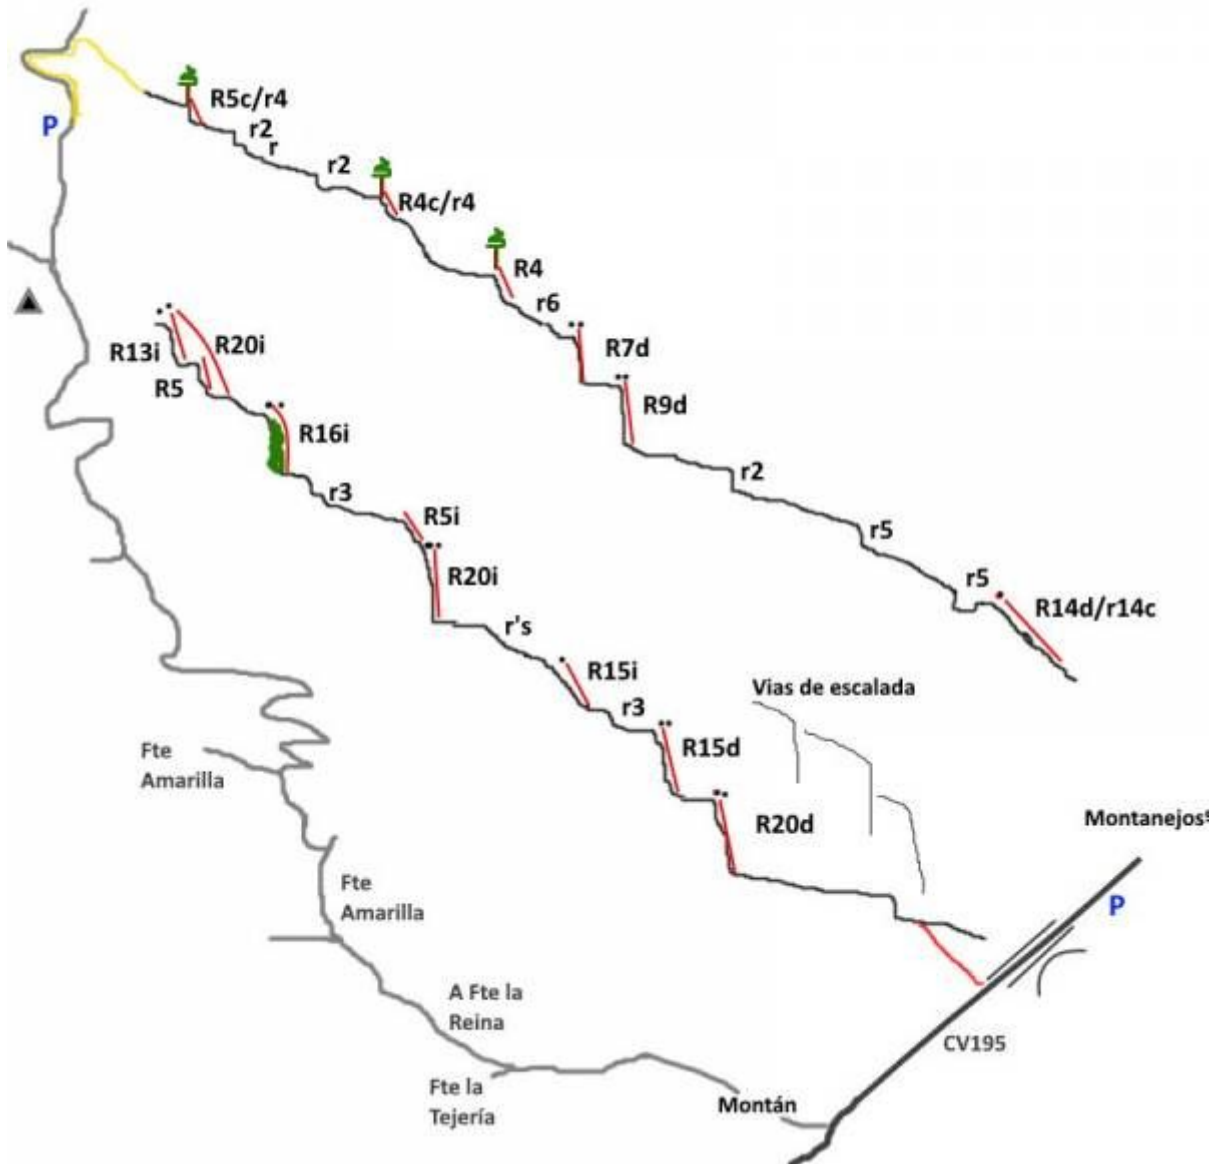 R5c/r4
P
r2
r
r2
R4c/r4
R4
r6
R7d
R13i
R20i
R5
R9d
R16i
r2
r3
R5i
r5
R20i
r5
R14d/r14c
r's
R15i
r3
Vias de escalada
R15d
Fte
Amarilla
R20d
Montanejos
Fte
Amarilla
P
A Fte la
Reina
CV195
Fte la
Tejería
Montán